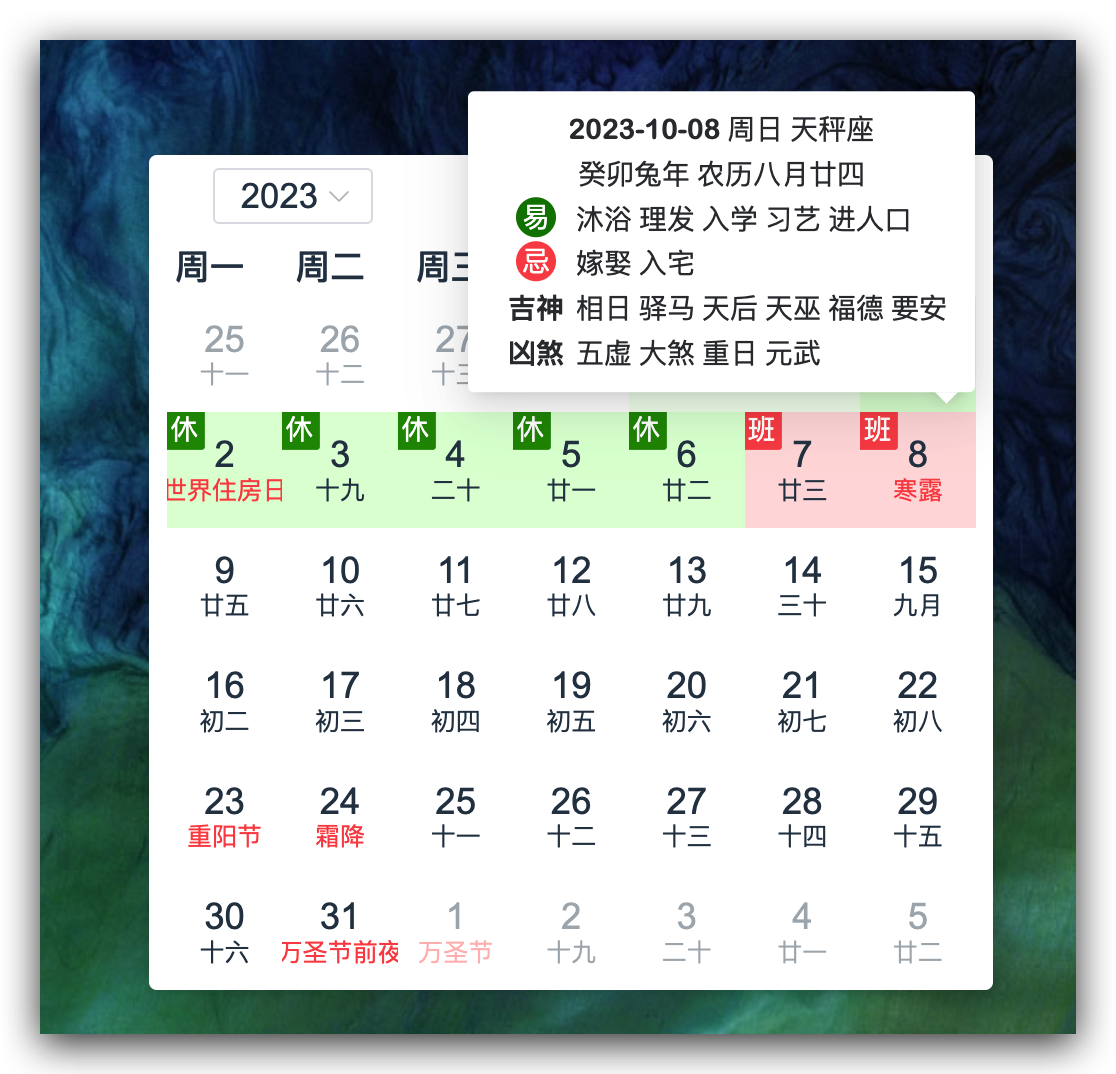 2023-10-08 周日 天秤座
癸卯兔年 农历八月廿四
易 沐浴 理发 入学 习艺 进人口
忌 嫁娶 入宅
吉神 相日 驿马 天后 天巫 福德 要安
凶煞 五虚 大煞 重日 元武
2023
周一 周二 周三
25 26 27
十一 十二 十三
休 休 休 休 休 班 班
2 3 4 5 6 7 8
世界住房日 十九 二十 廿一 廿二 廿三 寒露
9 10 11 12 13 14 15
廿五 廿六 廿七 廿八 廿九 三十 九月
16 17 18 19 20 21 22
初二 初三 初四 初五 初六 初七 初八
23 24 25 26 27 28 29
重阳节 霜降 十一 十二 十三 十四 十五
30 31 1 2 3 4 5
十六 万圣节前夜 万圣节 十九 二十 廿一 廿二